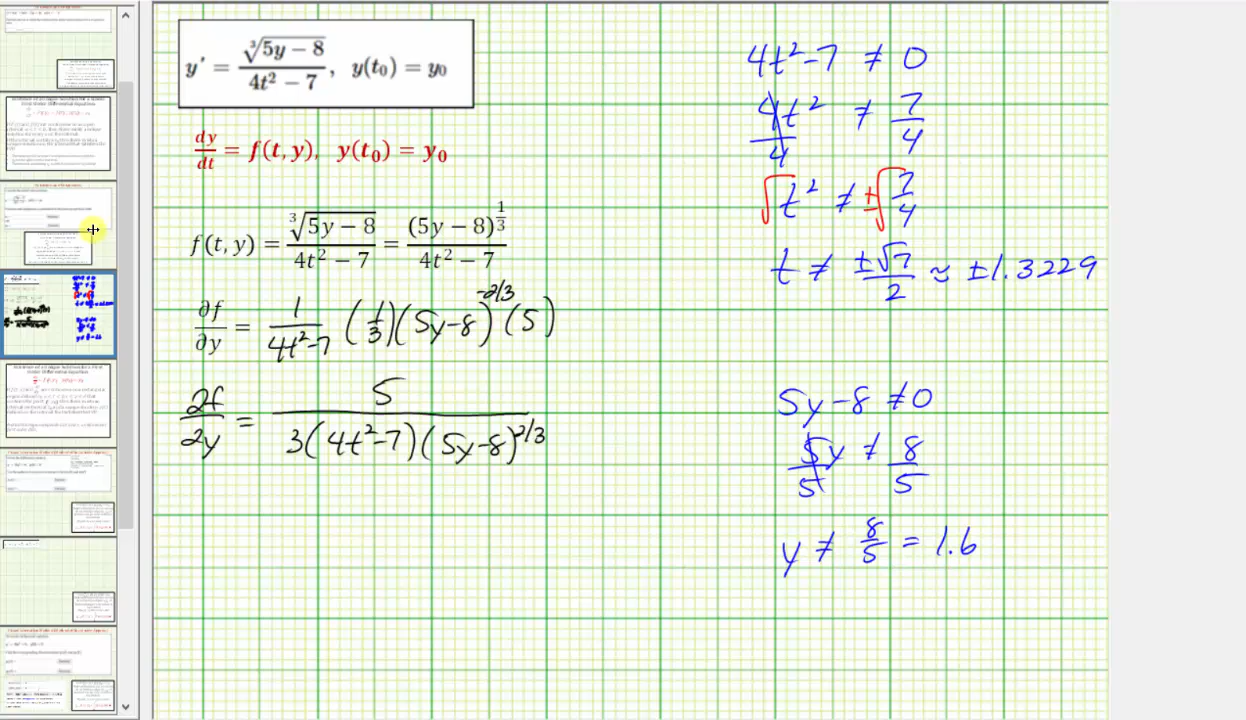 y' = ∛(5y − 8) / (4t² − 7), y(t₀) = y₀
dy/dt = f(t, y), y(t₀) = y₀
f(t, y) = ∛(5y − 8) / (4t² − 7) = (5y − 8)^(1/3) / (4t² − 7)
∂f/∂y = 1/(4t²−7) (1/3)(5y−8)^(−2/3) (5)
∂f/∂y = 5 / 3(4t²−7)(5y−8)^(2/3)
4t²−7 ≠ 0
4t²/4 ≠ 7/4
√t² ≠ ±√(7/4)
t ≠ ±√7/2 ≈ ±1.3229
5y−8 ≠ 0
5y/5 ≠ 8/5
y ≠ 8/5 = 1.6